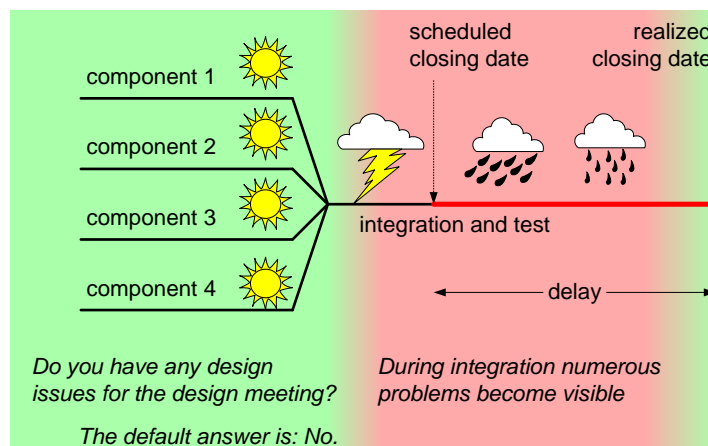 scheduled
closing date
realized
closing date
component 1
component 2
component 3
component 4
integration and test
delay
Do you have any design
issues for the design meeting?
The default answer is: No.
During integration numerous
problems become visible